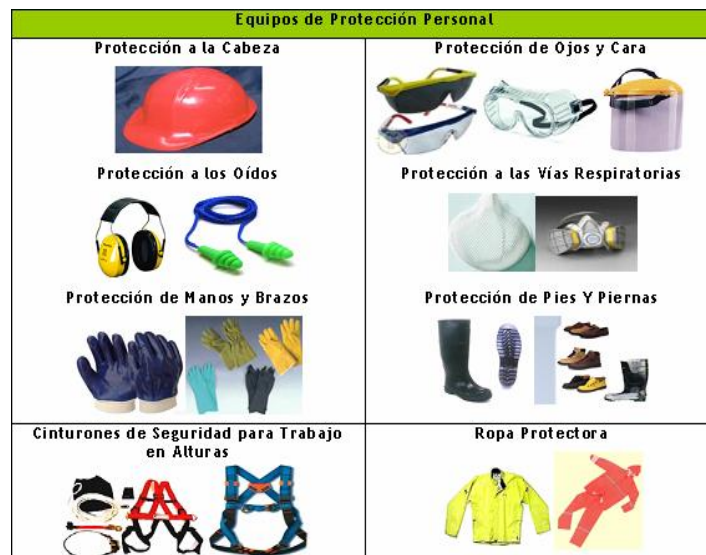 Equipos de Protección Personal
Protección a la Cabeza
Protección de Ojos y Cara
Protección a los Oídos
Protección a las Vías Respiratorias
Protección de Manos y Brazos
Protección de Pies Y Piernas
Cinturones de Seguridad para Trabajo
en Alturas
Ropa Protectora